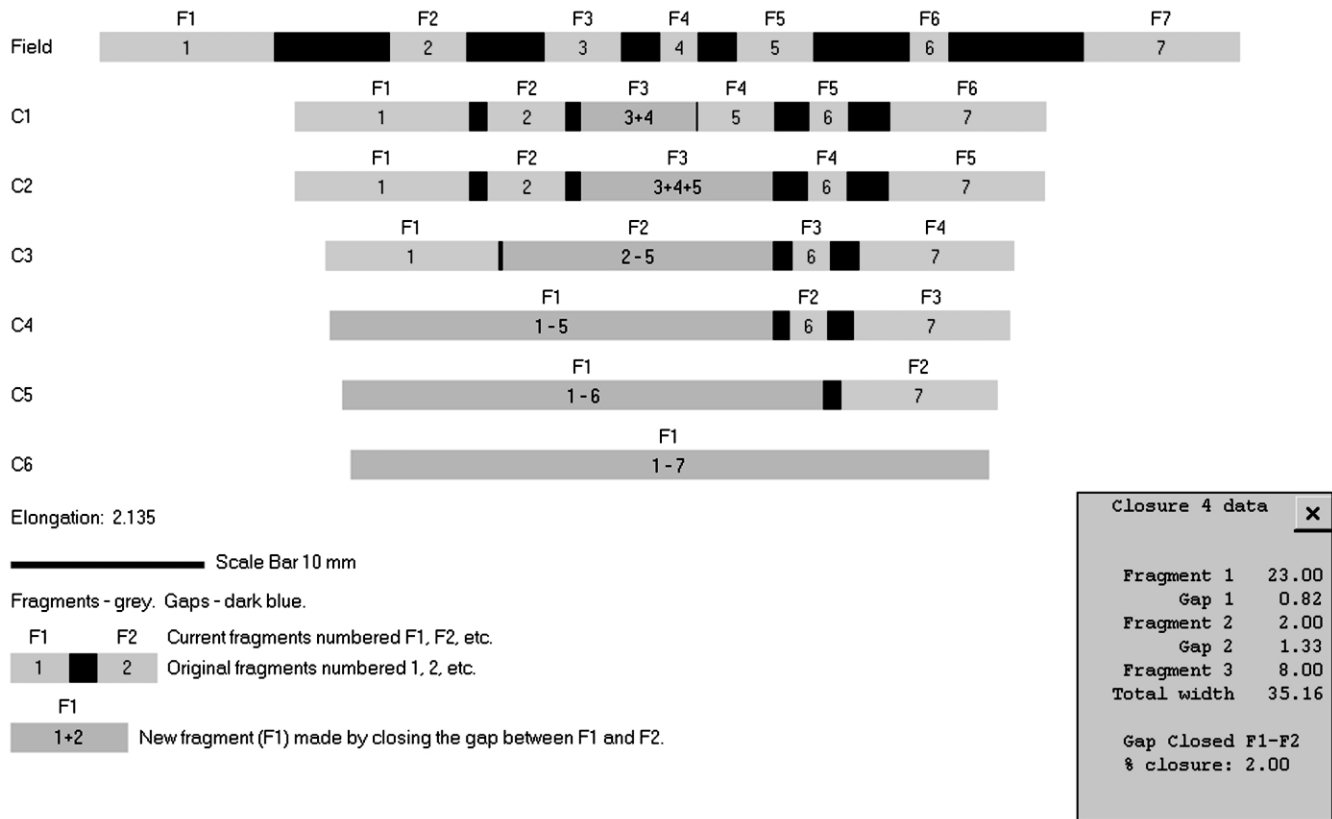 F1 F2 F3 F4 F5 F6 F7
Field 1 2 3 4 5 6 7
F1 F2 F3 F4 F5 F6
C1 1 2 3+4 5 6 7
F1 F2 F3 F4 F5
C2 1 2 3+4+5 6 7
F1 F2 F3 F4
C3 1 2 - 5 6 7
F1 F2 F3
C4 1 - 5 6 7
F1 F2
C5 1 - 6 7
F1
C6 1 - 7
Elongation: 2.135
Scale Bar 10 mm
Fragments - grey. Gaps - dark blue.
F1 F2 Current fragments numbered F1, F2, etc.
1 2 Original fragments numbered 1, 2, etc.
F1
1+2 New fragment (F1) made by closing the gap between F1 and F2.
Closure 4 data
Fragment 1 23.00
Gap 1 0.82
Fragment 2 2.00
Gap 2 1.33
Fragment 3 8.00
Total width 35.16
Gap Closed F1-F2
% closure: 2.00